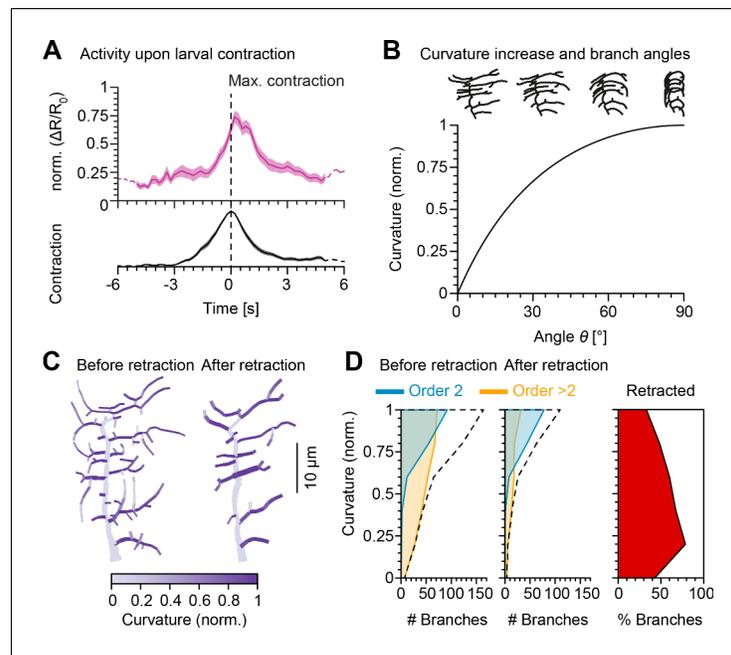 A Activity upon larval contraction
Max. contraction
norm. (ΔR/R0)
1
0.75
0.5
0.25
0
Contraction
-6 -3 0 3 6
Time [s]
B Curvature increase and branch angles
Curvature (norm.)
1
0.75
0.5
0.25
0
0 30 60 90
Angle θ [°]
C Before retraction After retraction
10 µm
0 0.2 0.4 0.6 0.8 1
Curvature (norm.)
D Before retraction After retraction
Order 2 Order >2 Retracted
Curvature (norm.)
1
0.75
0.5
0.25
0
0 50 100 150 0 50 100 150 0 50 100
# Branches # Branches % Branches